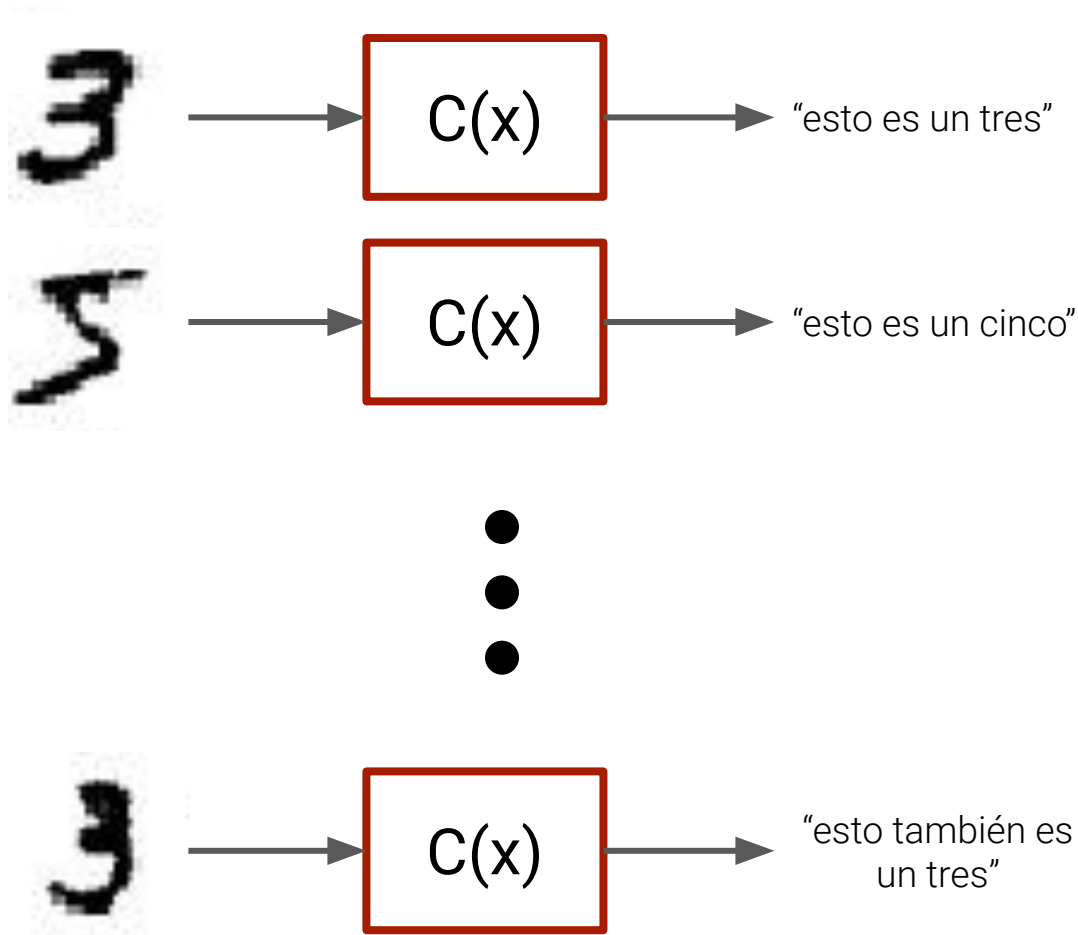 3
C(x)
“esto es un tres”
5
C(x)
“esto es un cinco”
3
C(x)
“esto también es
un tres”